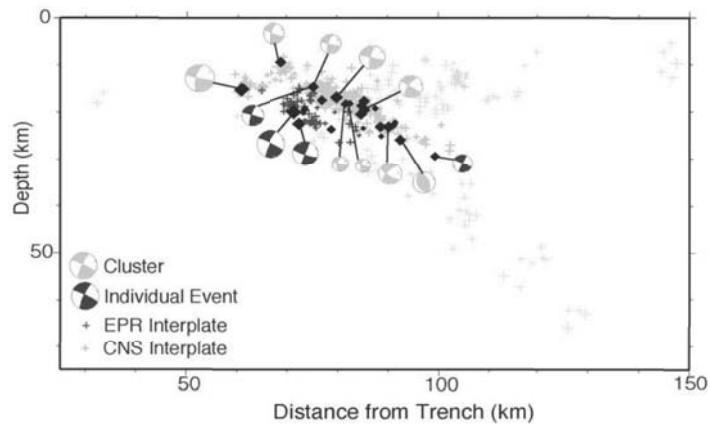 0
50
Depth (km)
Cluster
Individual Event
EPR Interplate
CNS Interplate
50
100
150
Distance from Trench (km)